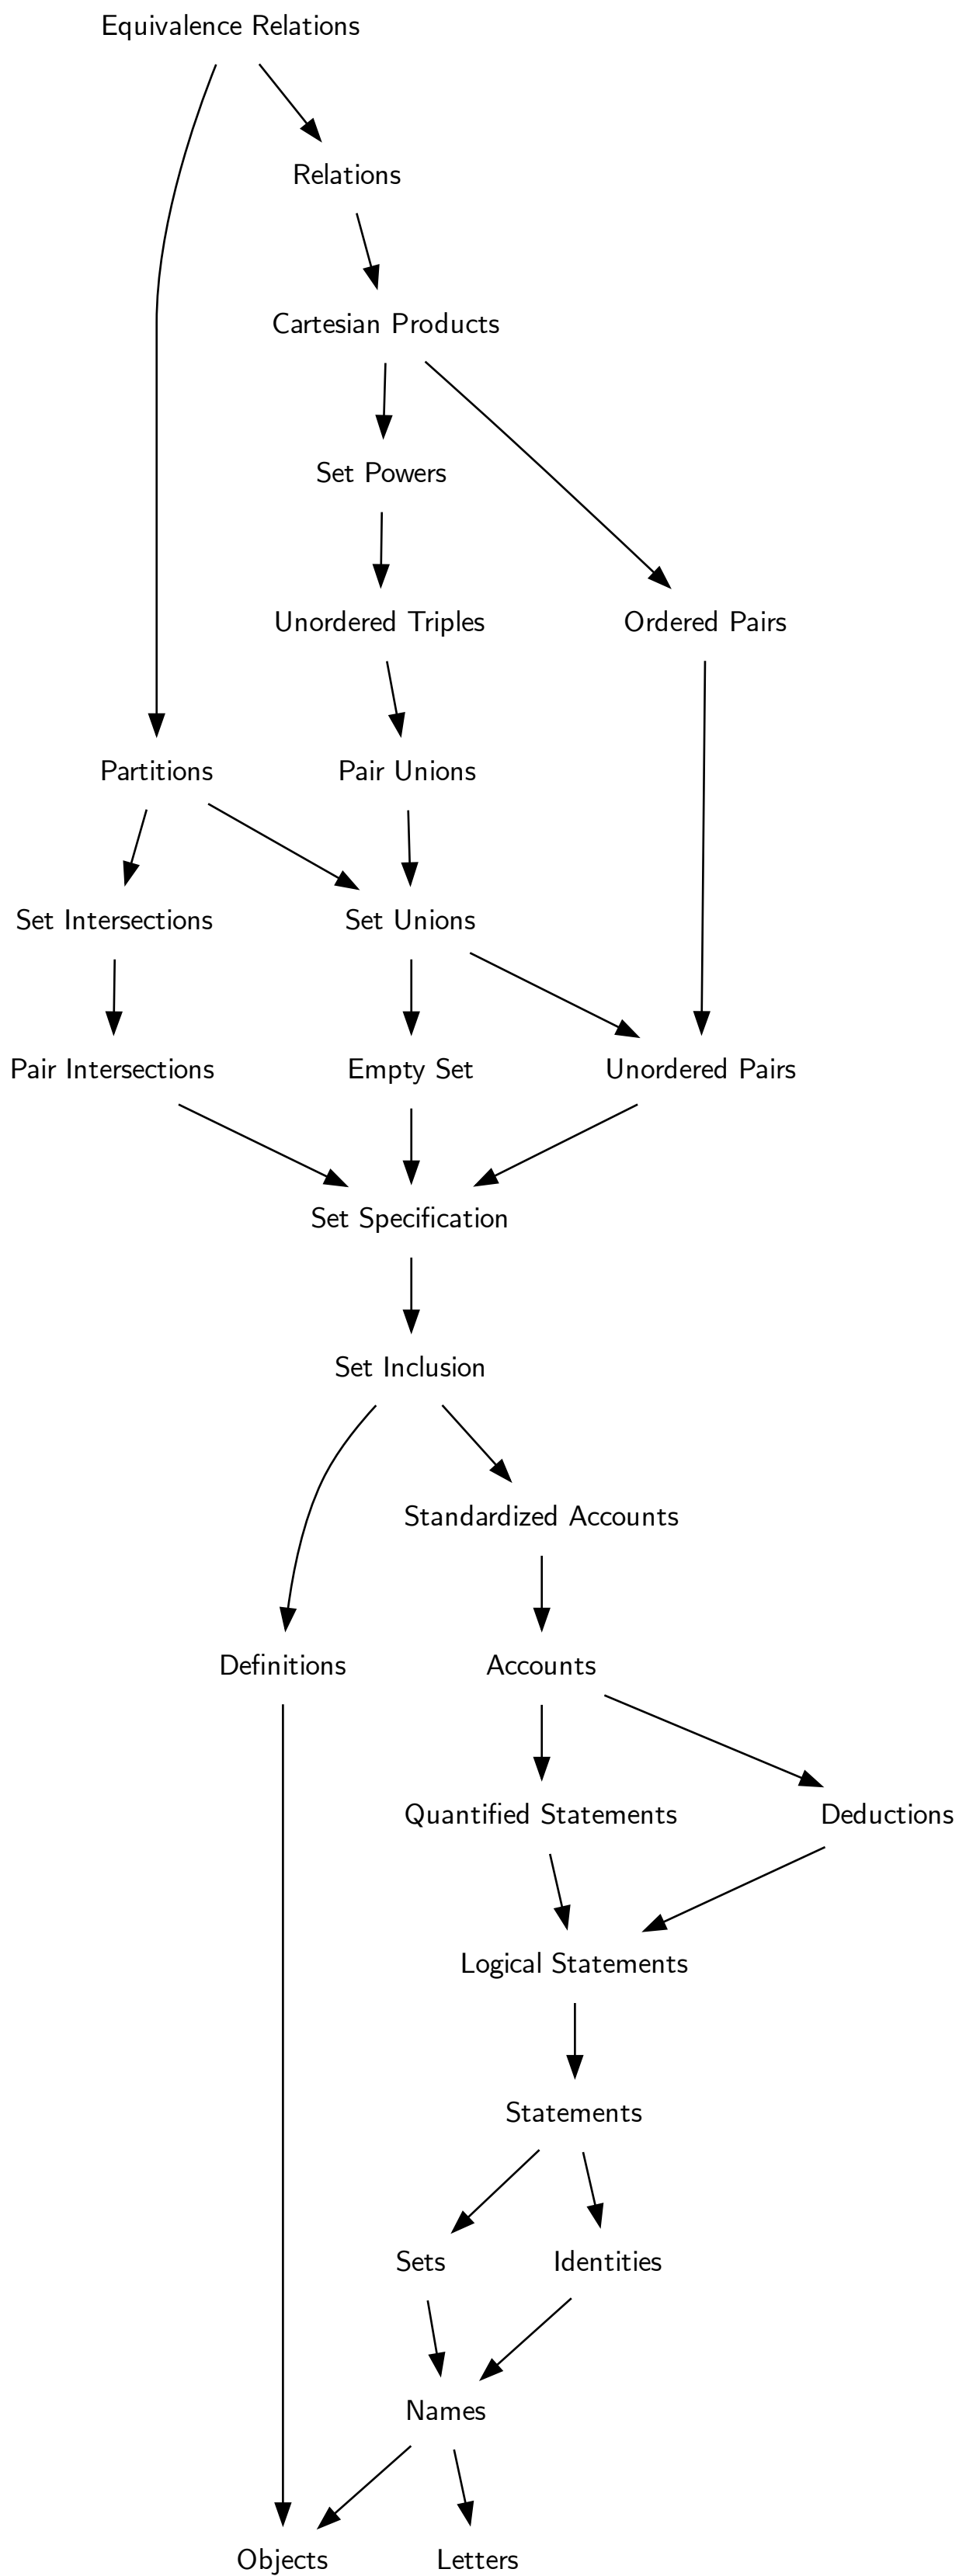 Equivalence Relations
Relations
Cartesian Products
Set Powers
Unordered Triples
Ordered Pairs
Partitions
Pair Unions
Set Intersections
Set Unions
Pair Intersections
Empty Set
Unordered Pairs
Set Specification
Set Inclusion
Standardized Accounts
Definitions
Accounts
Quantified Statements
Deductions
Logical Statements
Statements
Sets
Identities
Names
Objects
Letters